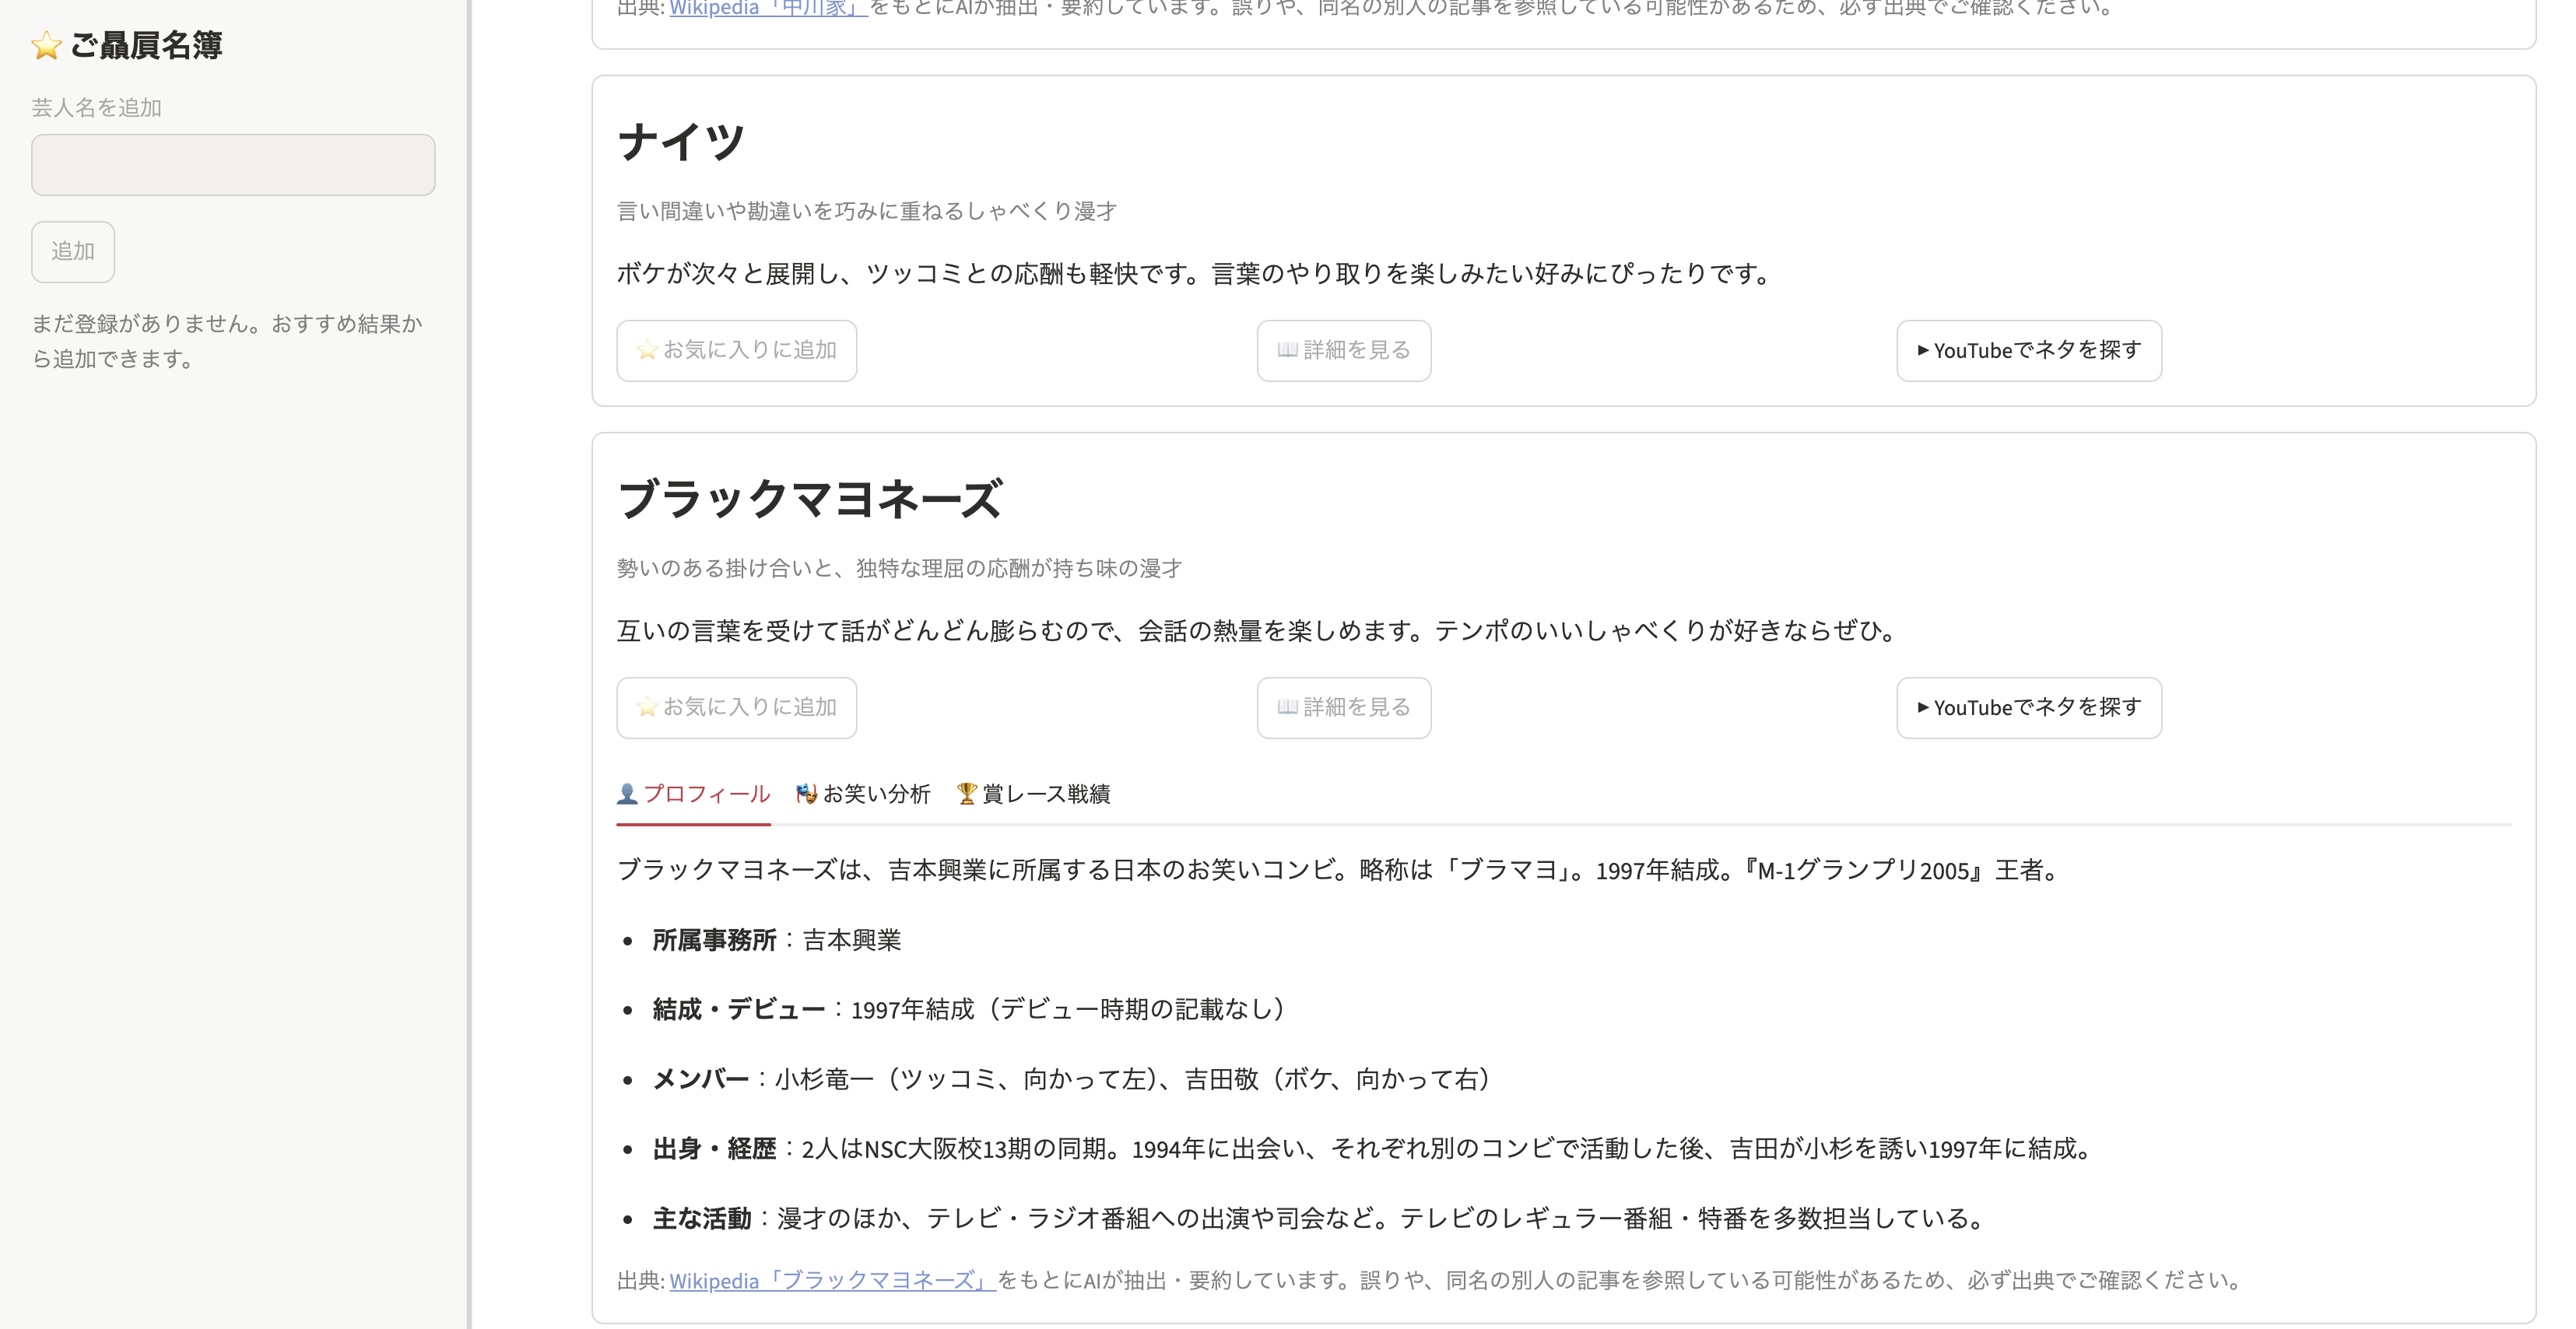 ⭐ ご贔屓名簿
芸人名を追加
追加
まだ登録がありません。おすすめ結果か
ら追加できます。
出典: Wikipedia「中川家」をもとにAIが抽出・要約しています。誤りや、同名の別人の記事を参照している可能性があるため、必ず出典でご確認ください。
ナイツ
言い間違いや勘違いを巧みに重ねるしゃべくり漫才
ボケが次々と展開し、ツッコミとの応酬も軽快です。言葉のやり取りを楽しみたい好みにぴったりです。
⭐ お気に入りに追加
📖 詳細を見る
▶ YouTubeでネタを探す
ブラックマヨネーズ
勢いのある掛け合いと、独特な理屈の応酬が持ち味の漫才
互いの言葉を受けて話がどんどん膨らむので、会話の熱量を楽しめます。テンポのいいしゃべくりが好きならぜひ。
⭐ お気に入りに追加
📖 詳細を見る
▶ YouTubeでネタを探す
👤 プロフィール
🎭 お笑い分析
🏆 賞レース戦績
ブラックマヨネーズは、吉本興業に所属する日本のお笑いコンビ。略称は「ブラマヨ」。1997年結成。『M-1グランプリ2005』王者。
• 所属事務所：吉本興業
• 結成・デビュー：1997年結成（デビュー時期の記載なし）
• メンバー：小杉竜一（ツッコミ、向かって左）、吉田敬（ボケ、向かって右）
• 出身・経歴：2人はNSC大阪校13期の同期。1994年に出会い、それぞれ別のコンビで活動した後、吉田が小杉を誘い1997年に結成。
• 主な活動：漫才のほか、テレビ・ラジオ番組への出演や司会など。テレビのレギュラー番組・特番を多数担当している。
出典: Wikipedia「ブラックマヨネーズ」をもとにAIが抽出・要約しています。誤りや、同名の別人の記事を参照している可能性があるため、必ず出典でご確認ください。